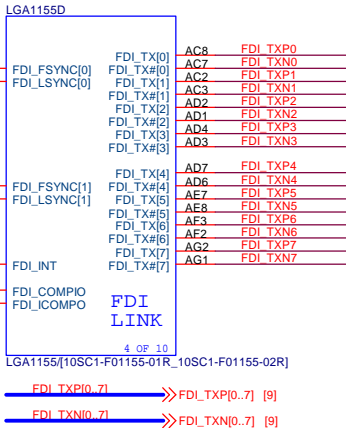 LGA1155D
FDI_TX[0] AC8 FDI_TXP0
FDI_FSYNC[0] FDI_TX#[0] AC7 FDI_TXN0
FDI_LSYNC[0] FDI_TX[1] AC2 FDI_TXP1
FDI_TX#[1] AC3 FDI_TXN1
FDI_TX[2] AD2 FDI_TXP2
FDI_TX#[2] AD1 FDI_TXN2
FDI_TX[3] AD4 FDI_TXP3
FDI_TX#[3] AD3 FDI_TXN3
FDI_TX[4] AD7 FDI_TXP4
FDI_FSYNC[1] FDI_TX#[4] AD6 FDI_TXN4
FDI_LSYNC[1] FDI_TX[5] AE7 FDI_TXP5
FDI_TX#[5] AE8 FDI_TXN5
FDI_TX[6] AF3 FDI_TXP6
FDI_TX#[6] AF2 FDI_TXN6
FDI_TX[7] AG2 FDI_TXP7
FDI_INT FDI_TX#[7] AG1 FDI_TXN7
FDI_COMPIO
FDI_ICOMPO
FDI
LINK
4 OF 10
LGA1155/[10SC1-F01155-01R_10SC1-F01155-02R]
FDI_TXP[0..7] FDI_TXP[0..7] [9]
FDI_TXN[0..7] FDI_TXN[0..7] [9]